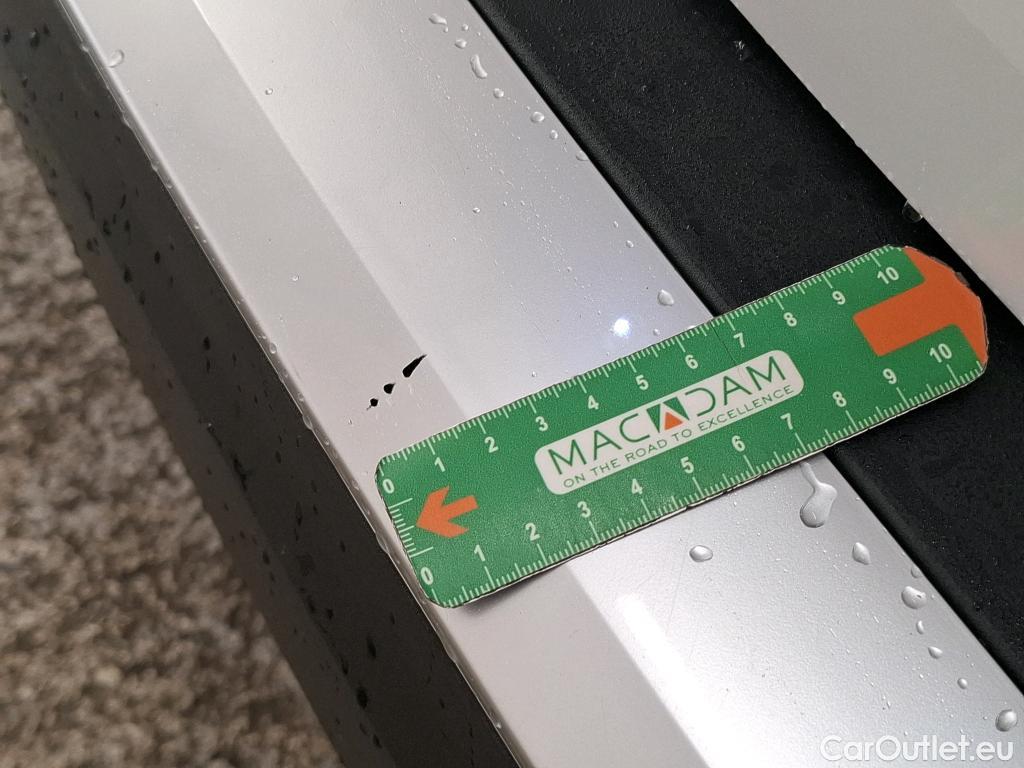 0 1 2 3 4 5 6 7 8 9 10
MACADAM
ON THE ROAD TO EXCELLENCE
0 1 2 3 4 5 6 7 8 9 10
CarOutlet.eu